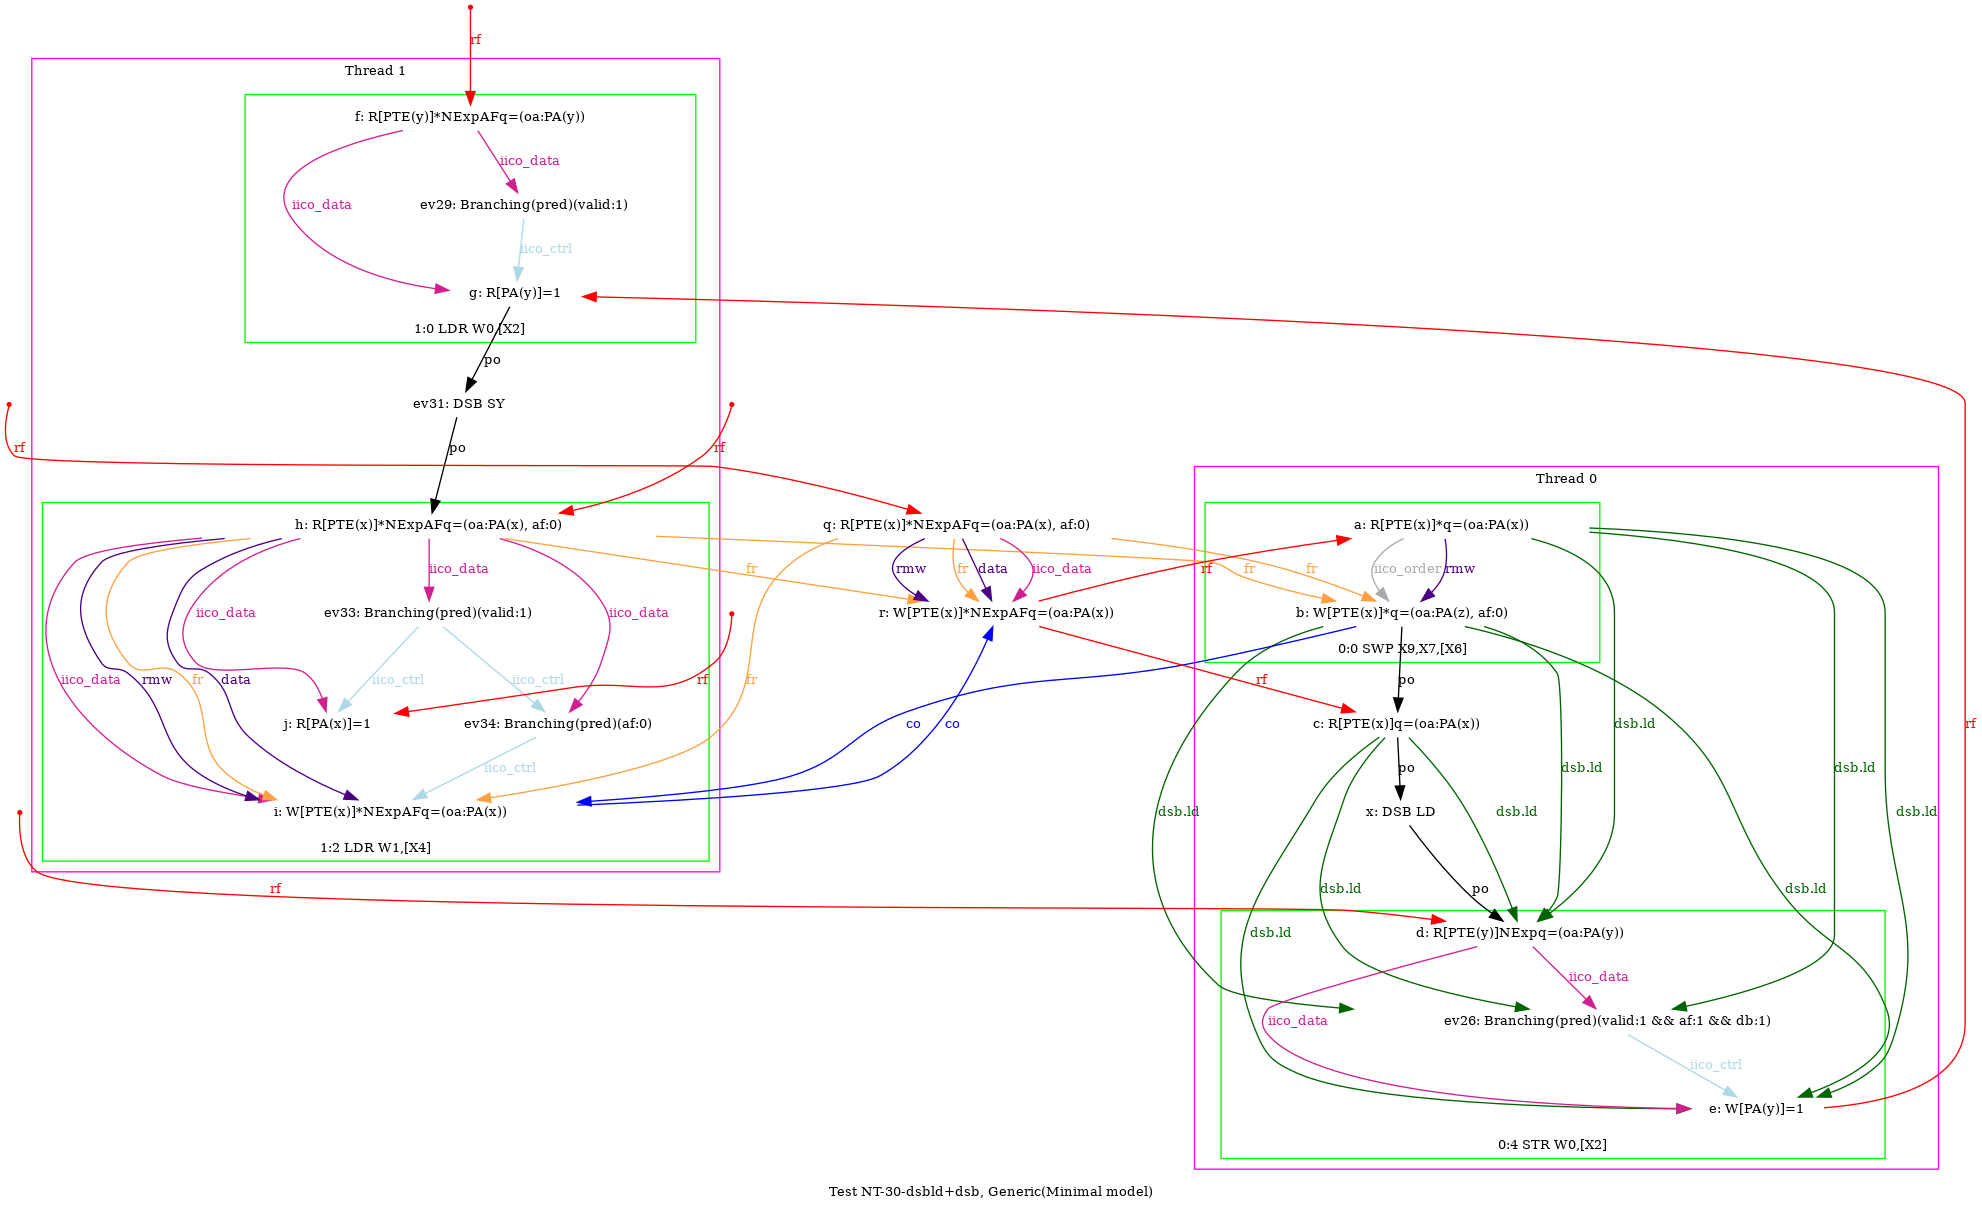 rf
Thread 1
f: R[PTE(y)]*NExpAFq=(oa:PA(y))
iico_data
iico_data
ev29: Branching(pred)(valid:1)
iico_ctrl
g: R[PA(y)]=1
1:0 LDR W0,[X2]
po
ev31: DSB SY
rf
po
rf
Thread 0
h: R[PTE(x)]*NExpAFq=(oa:PA(x), af:0)
q: R[PTE(x)]*NExpAFq=(oa:PA(x), af:0)
a: R[PTE(x)]*q=(oa:PA(x))
iico_data
fr
rmw
fr
data
iico_data
rf
fr
fr
iico_order
rmw
iico_data
iico_data
ev33: Branching(pred)(valid:1)
r: W[PTE(x)]*NExpAFq=(oa:PA(x))
b: W[PTE(x)]*q=(oa:PA(z), af:0)
0:0 SWP X9,X7,[X6]
iico_data
rmw
fr
data
iico_ctrl
iico_ctrl
rf
fr
rf
po
j: R[PA(x)]=1
ev34: Branching(pred)(af:0)
co
co
c: R[PTE(x)]q=(oa:PA(x))
dsb.ld
rf
iico_ctrl
po
dsb.ld
dsb.ld
i: W[PTE(x)]*NExpAFq=(oa:PA(x))
dsb.ld
x: DSB LD
dsb.ld
dsb.ld
1:2 LDR W1,[X4]
rf
dsb.ld
po
dsb.ld
dsb.ld
d: R[PTE(y)]NExpq=(oa:PA(y))
iico_data
iico_data
ev26: Branching(pred)(valid:1 && af:1 && db:1)
iico_ctrl
e: W[PA(y)]=1
0:4 STR W0,[X2]
Test NT-30-dsbld+dsb, Generic(Minimal model)